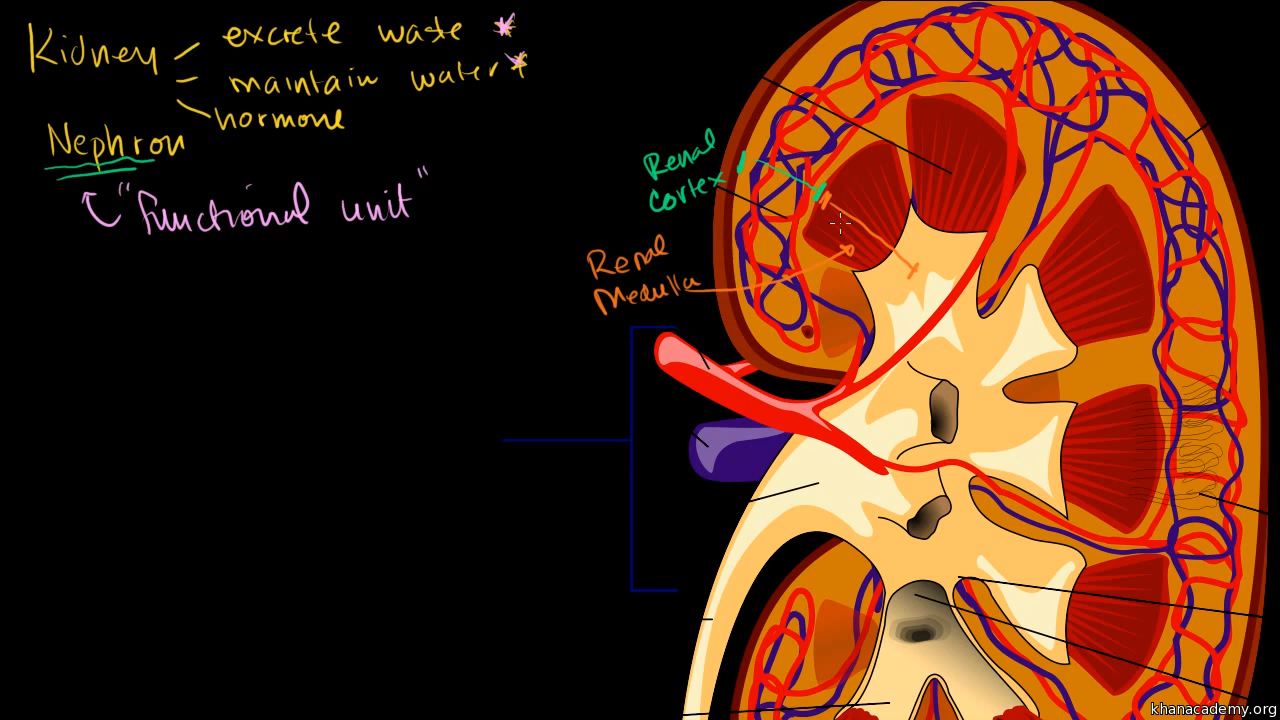 Kidney
excrete waste *
maintain water *
hormone
Nephron
"functional unit"
Renal
Cortex
Renal
Medulla
khanacademy.org